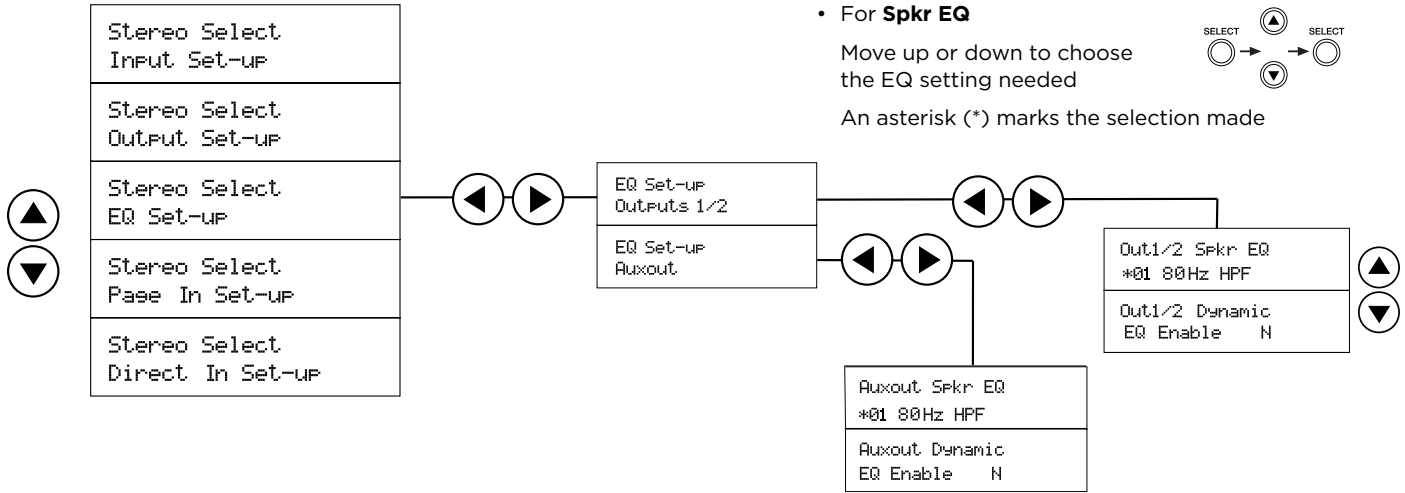 Stereo Select
Input Set-up
Stereo Select
Output Set-up
Stereo Select
EQ Set-up
Stereo Select
Page In Set-up
Stereo Select
Direct In Set-up
EQ Set-up
Outputs 1/2
EQ Set-up
Auxout
• For Spkr EQ
Move up or down to choose
the EQ setting needed
An asterisk (*) marks the selection made
SELECT
SELECT
Out1/2 Spkr EQ
*01 80Hz HPF
Out1/2 Dynamic
EQ Enable N
Auxout Spkr EQ
*01 80Hz HPF
Auxout Dynamic
EQ Enable N